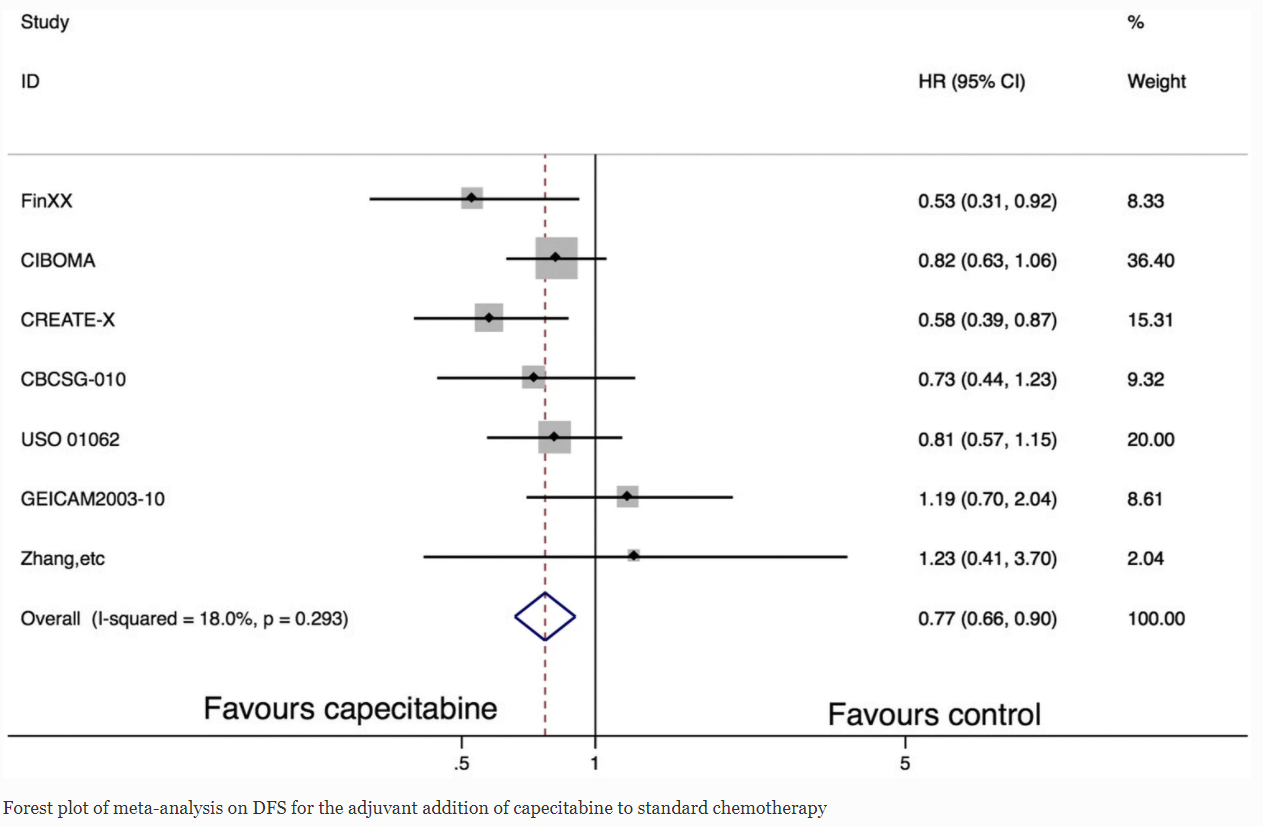 Study %
ID HR (95% CI) Weight
FinXX 0.53 (0.31, 0.92) 8.33
CIBOMA 0.82 (0.63, 1.06) 36.40
CREATE-X 0.58 (0.39, 0.87) 15.31
CBCSG-010 0.73 (0.44, 1.23) 9.32
USO 01062 0.81 (0.57, 1.15) 20.00
GEICAM2003-10 1.19 (0.70, 2.04) 8.61
Zhang,etc 1.23 (0.41, 3.70) 2.04
Overall (I-squared = 18.0%, p = 0.293) 0.77 (0.66, 0.90) 100.00
Favours capecitabine Favours control
.5 1 5
Forest plot of meta-analysis on DFS for the adjuvant addition of capecitabine to standard chemotherapy